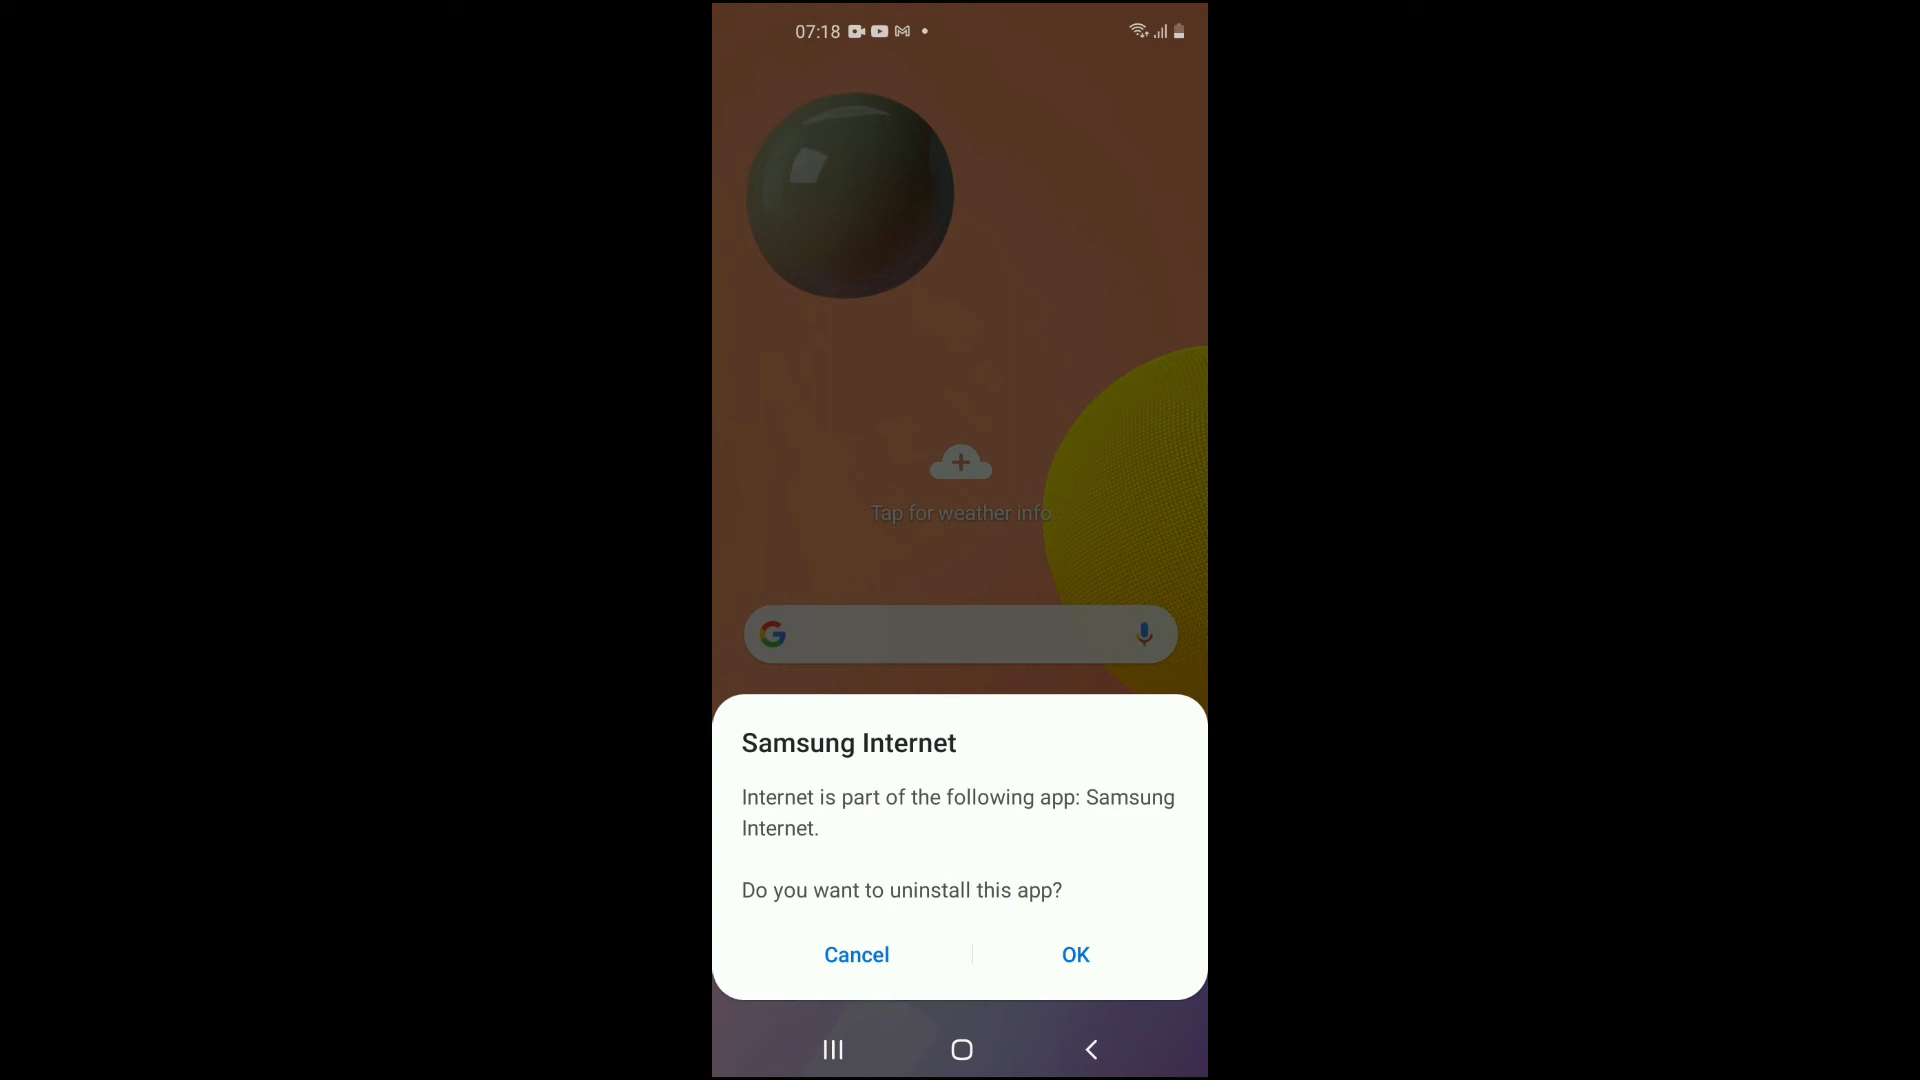 07:18
Tap for weather info
Samsung Internet
Internet is part of the following app: Samsung
Internet.
Do you want to uninstall this app?
Cancel
OK